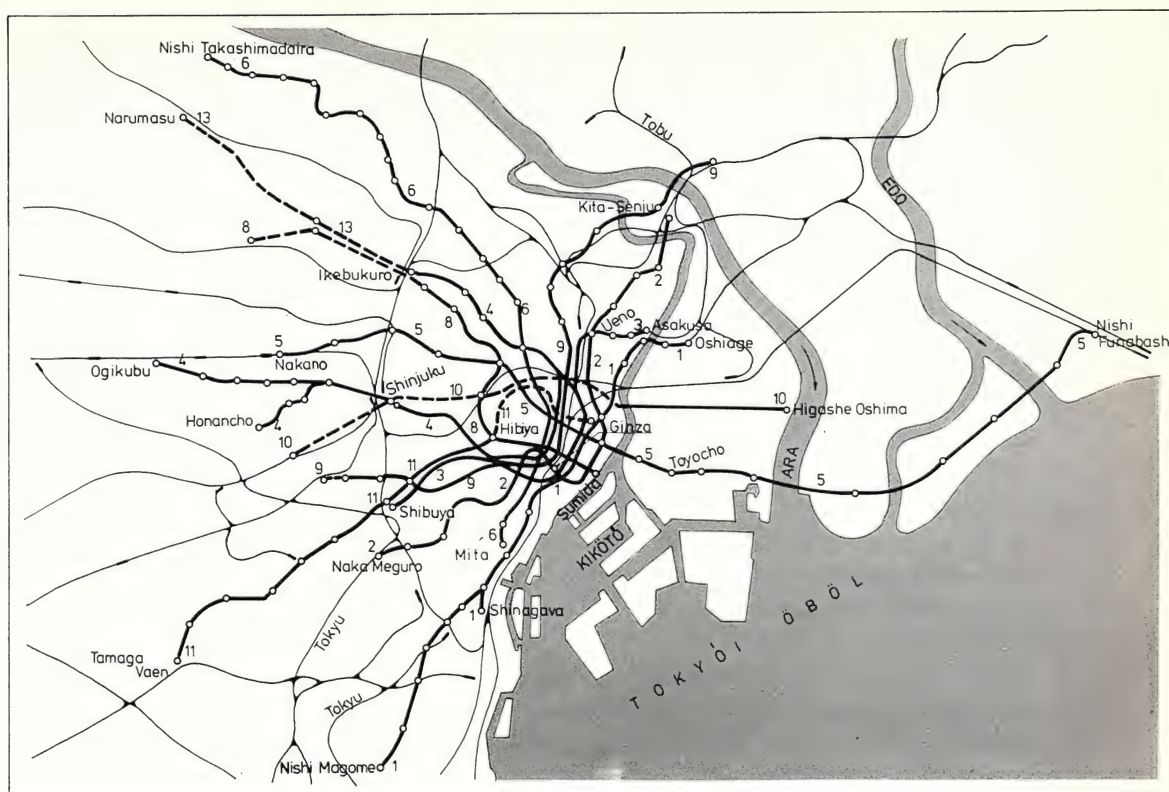 Nishi Takashimadaira
6
Narumasu
13
Tobu
9
EDO
6
Kita-Senju
8
13
Ikebukuro
2
4
8
6
Ueno
3
Asakusa
Oshiage
1
9
2
1
5
Nishi
Funabashi
5
5
Nakano
4
Ogikubu
Shinjuku
10
11
5
Hibiya
8
Ginza
10
Higashe Oshima
Honancho
4
4
10
5
Toyocho
5
ARA
9
11
3
9
2
1
11
Shibuya
Sumida
KIKÖTŐ
6
Mita
2
Naka Meguro
1
Shinagava
Tokyu
11
Tamaga
Vaen
Tokyu
TOKYÓI ÖBÖL
Nishi Magome
1